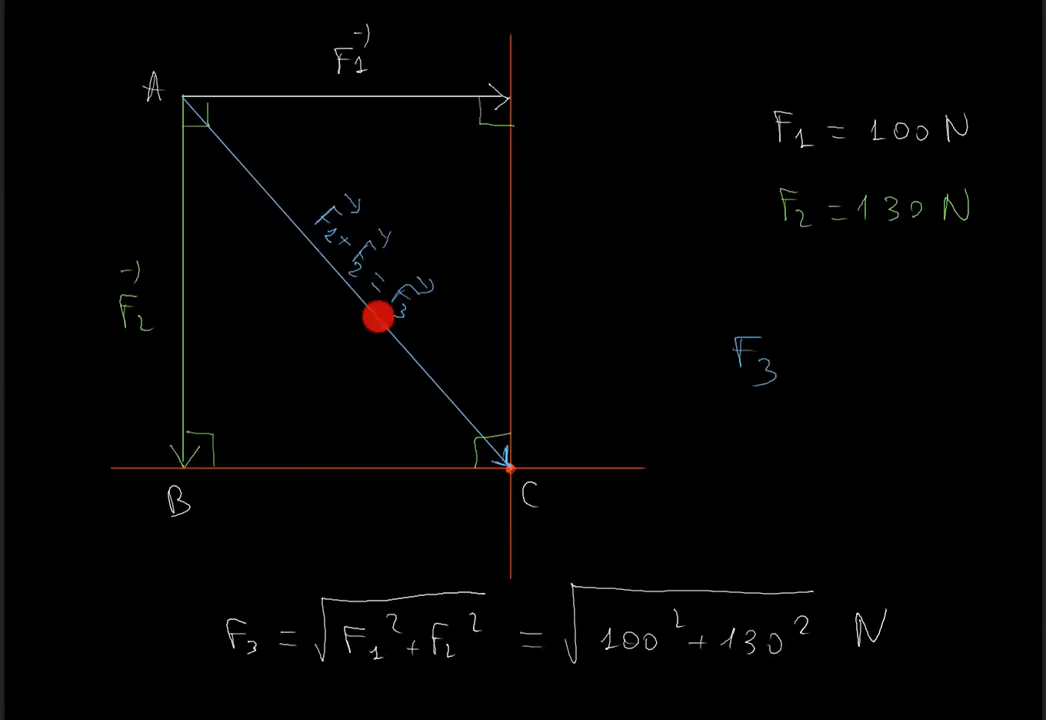 F₁⃗
A
F₁ = 100 N
F₂ = 130 N
F₁⃗ + F₂⃗ = F₃⃗
F₂⃗
F₃
B
C
F₃ = √(F₁² + F₂²) = √(100² + 130²) N